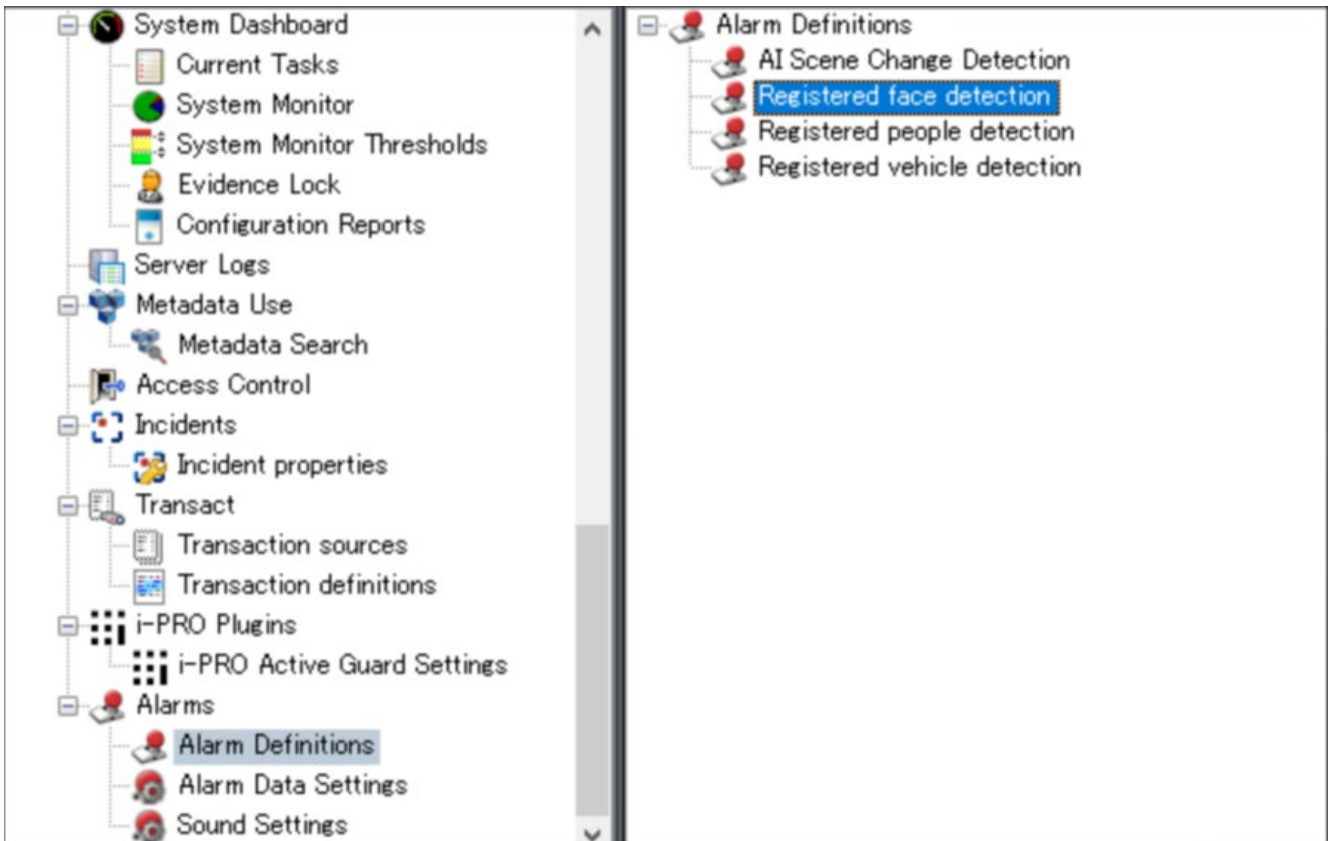 System Dashboard
Current Tasks
System Monitor
System Monitor Thresholds
Evidence Lock
Configuration Reports
Server Logs
Metadata Use
Metadata Search
Access Control
Incidents
Incident properties
Transact
Transaction sources
Transaction definitions
i-PRO Plugins
i-PRO Active Guard Settings
Alarms
Alarm Definitions
Alarm Data Settings
Sound Settings
Alarm Definitions
AI Scene Change Detection
Registered face detection
Registered people detection
Registered vehicle detection